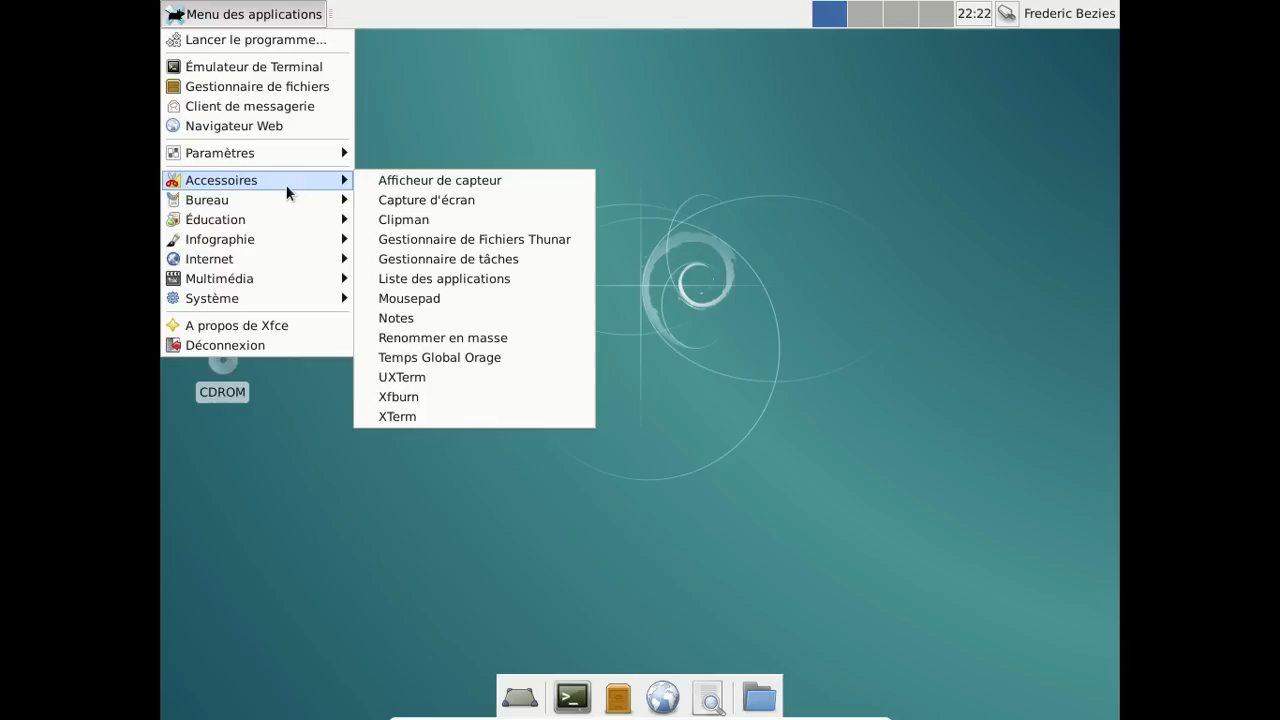 Menu des applications
22:22
Frederic Bezies
Lancer le programme...
Émulateur de Terminal
Gestionnaire de fichiers
Client de messagerie
Navigateur Web
Paramètres
Accessoires
Bureau
Éducation
Infographie
Internet
Multimédia
Système
A propos de Xfce
Déconnexion
Afficheur de capteur
Capture d'écran
Clipman
Gestionnaire de Fichiers Thunar
Gestionnaire de tâches
Liste des applications
Mousepad
Notes
Renommer en masse
Temps Global Orage
UXTerm
Xfburn
XTerm
CDROM